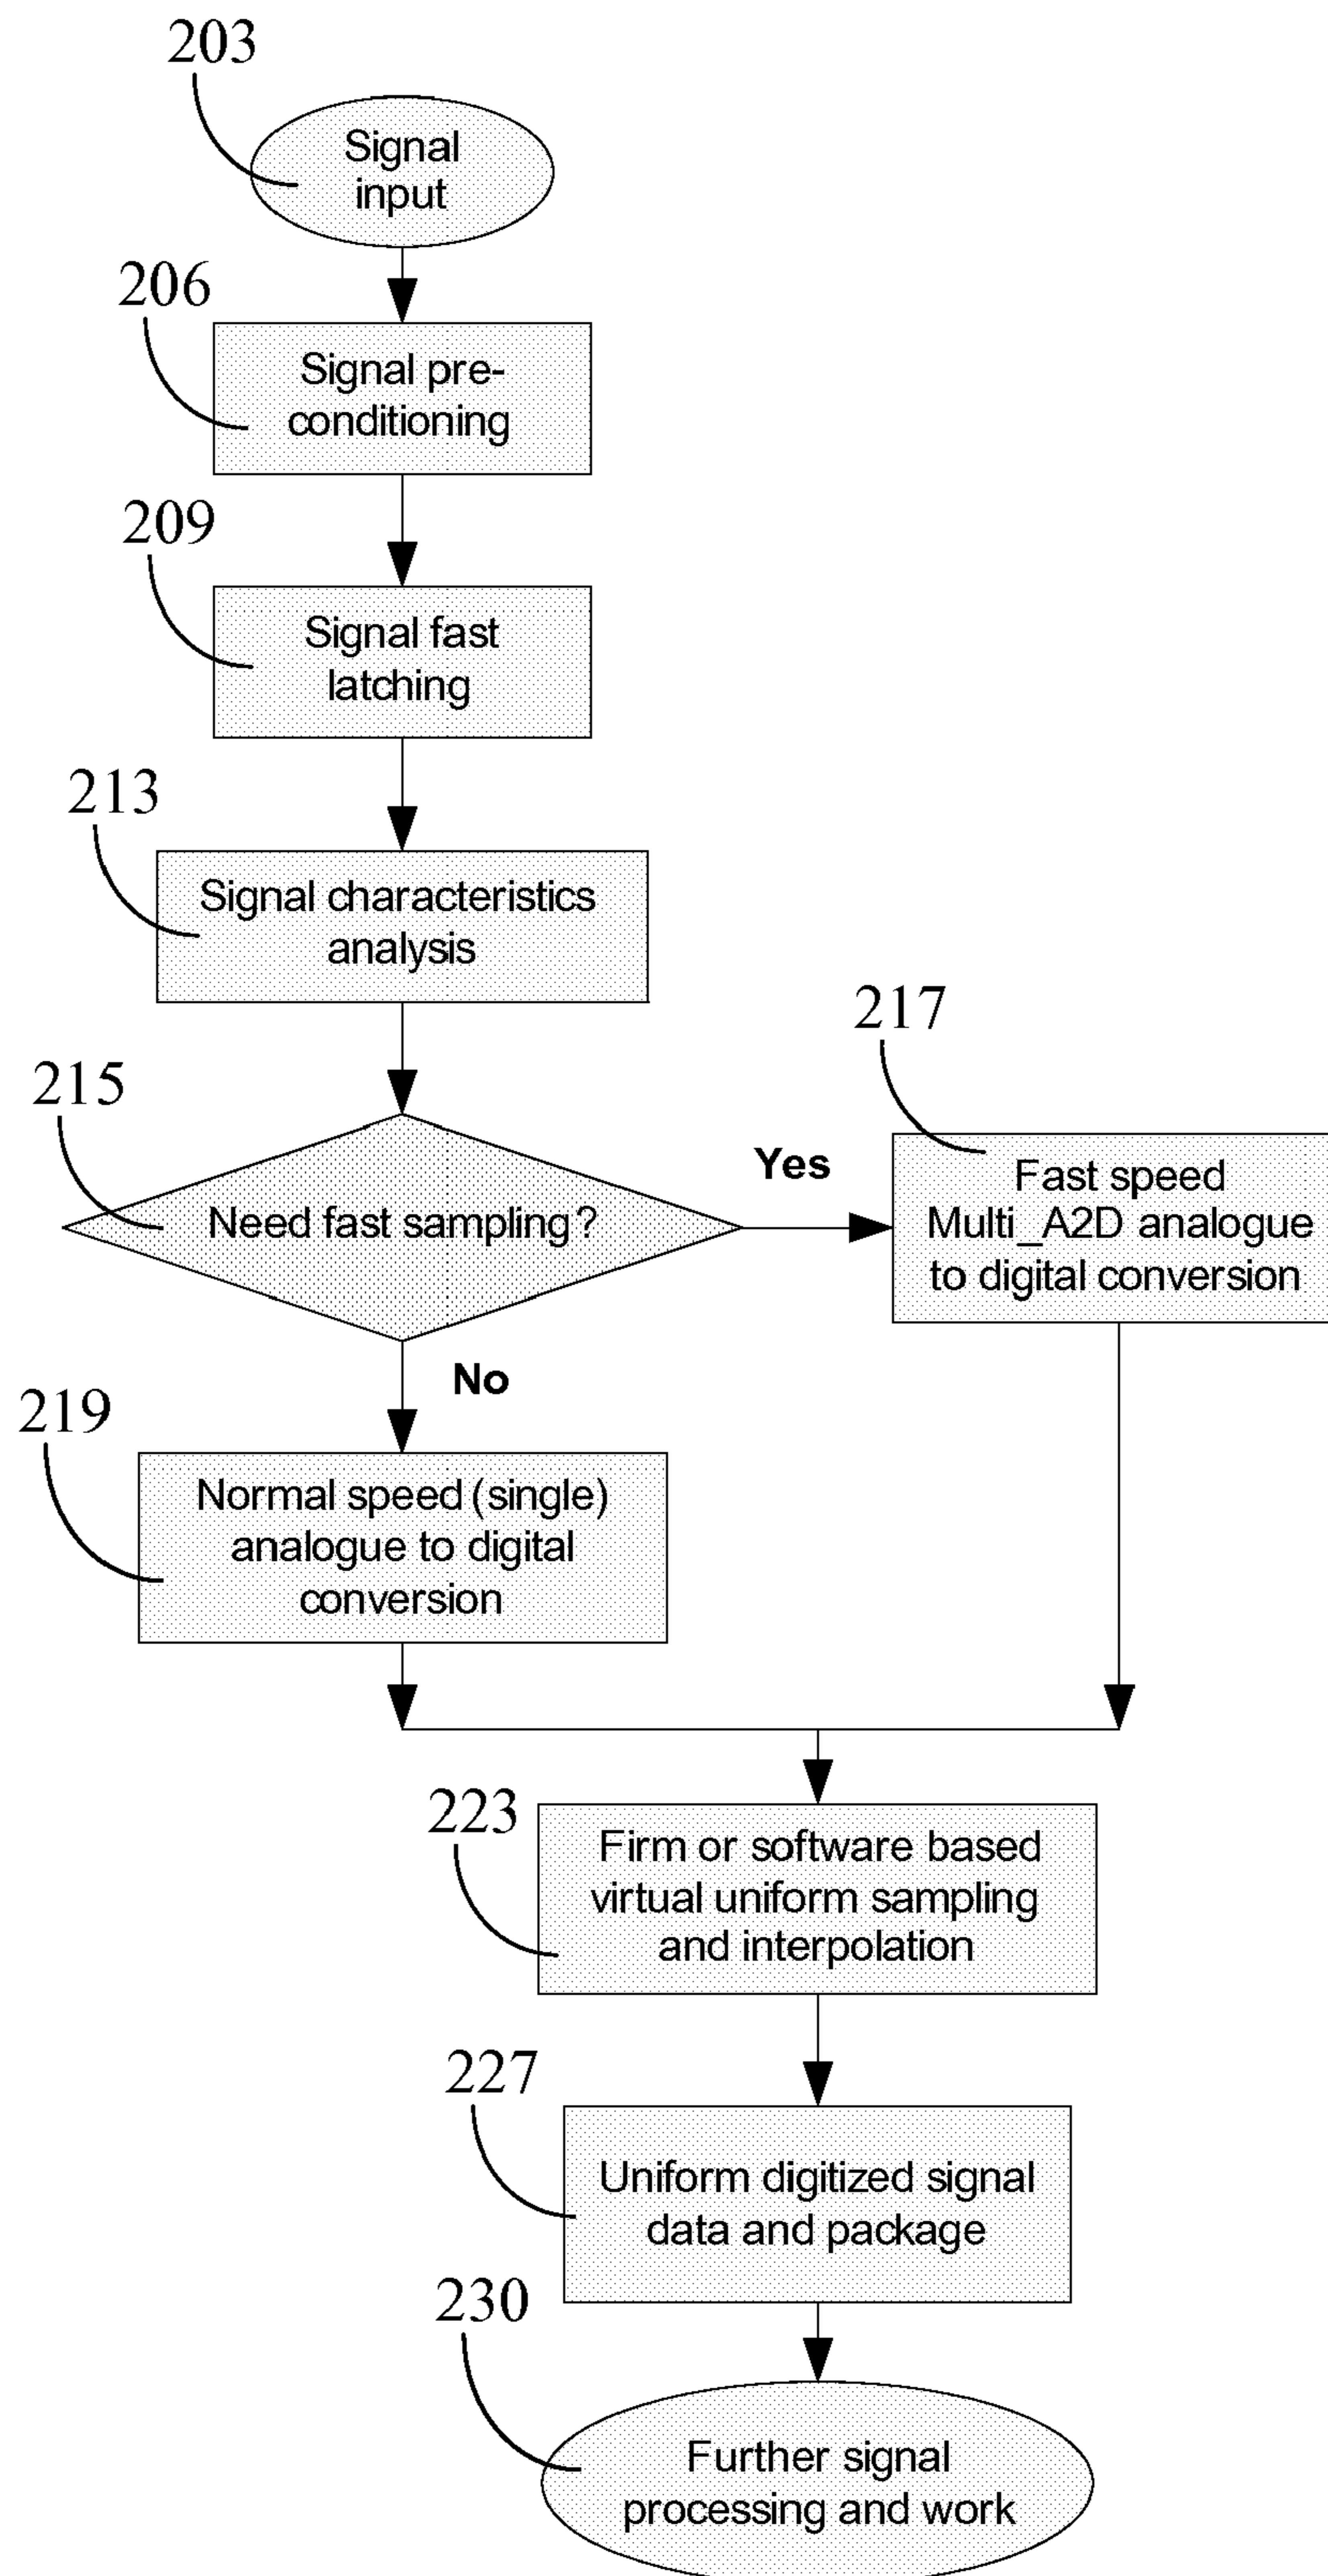 203
Signal
input
206
Signal pre-
conditioning
209
Signal fast
latching
213
Signal characteristics
analysis
215
Need fast sampling?
Yes
217
Fast speed
Multi_A2D analogue
to digital conversion
No
219
Normal speed (single)
analogue to digital
conversion
223
Firm or software based
virtual uniform sampling
and interpolation
227
Uniform digitized signal
data and package
230
Further signal
processing and work